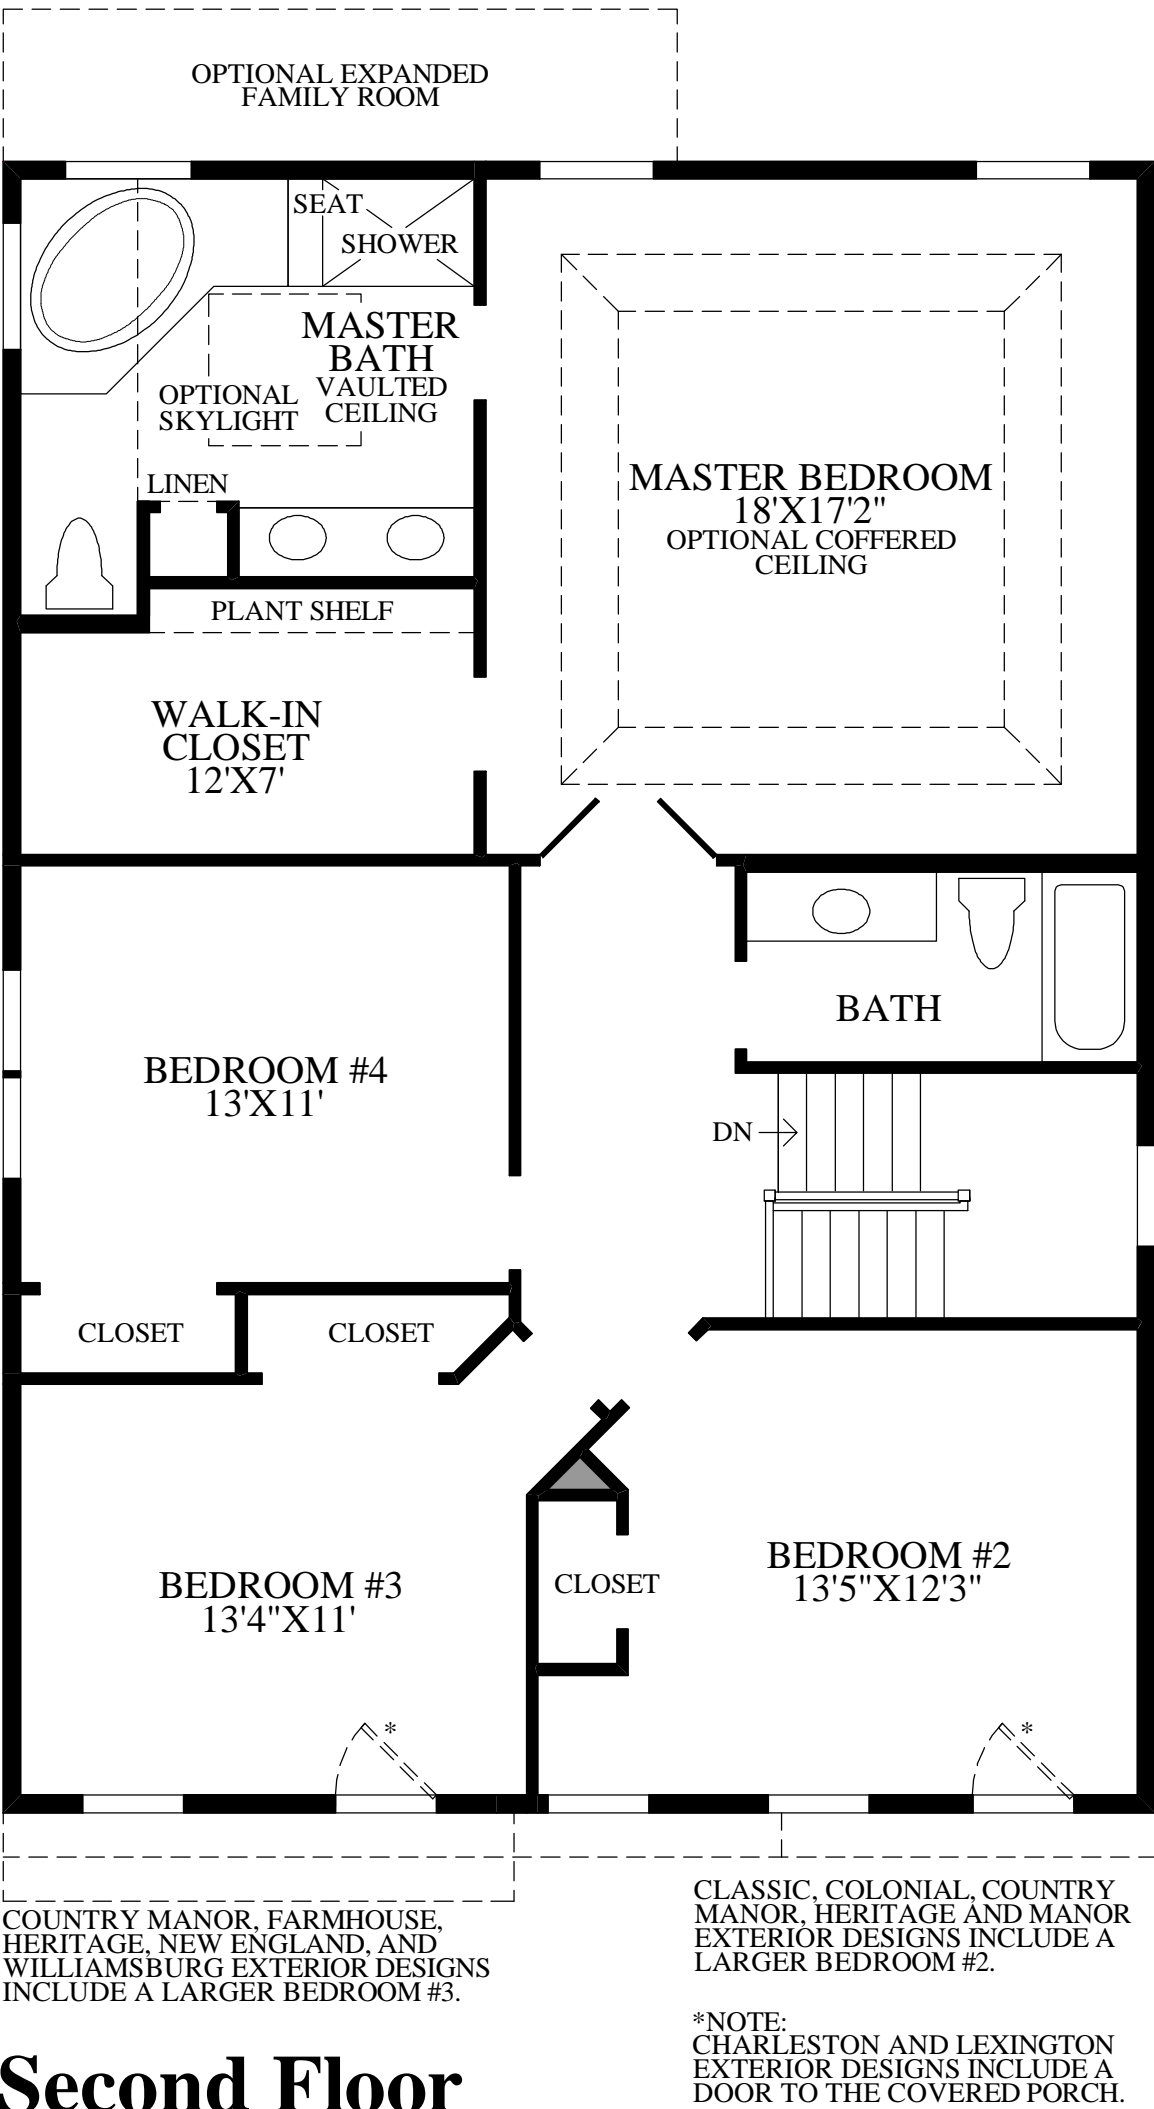 OPTIONAL EXPANDED
FAMILY ROOM
SEAT
SHOWER
MASTER
BATH
VAULTED
CEILING
OPTIONAL
SKYLIGHT
LINEN
MASTER BEDROOM
18'X17'2"
OPTIONAL COFFERED
CEILING
PLANT SHELF
WALK-IN
CLOSET
12'X7'
BATH
BEDROOM #4
13'X11'
DN
CLOSET
CLOSET
BEDROOM #3
13'4"X11'
CLOSET
BEDROOM #2
13'5"X12'3"
*
*
COUNTRY MANOR, FARMHOUSE,
HERITAGE, NEW ENGLAND, AND
WILLIAMSBURG EXTERIOR DESIGNS
INCLUDE A LARGER BEDROOM #3.
CLASSIC, COLONIAL, COUNTRY
MANOR, HERITAGE AND MANOR
EXTERIOR DESIGNS INCLUDE A
LARGER BEDROOM #2.
*NOTE:
CHARLESTON AND LEXINGTON
EXTERIOR DESIGNS INCLUDE A
DOOR TO THE COVERED PORCH.
Second Floor